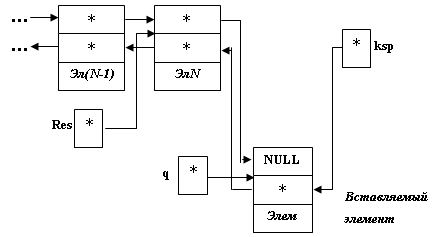 ... * *
... * * * ksp
Эл(N-1) ЭлN
Res *
NULL
q * *
Элем
Вставляемый
элемент